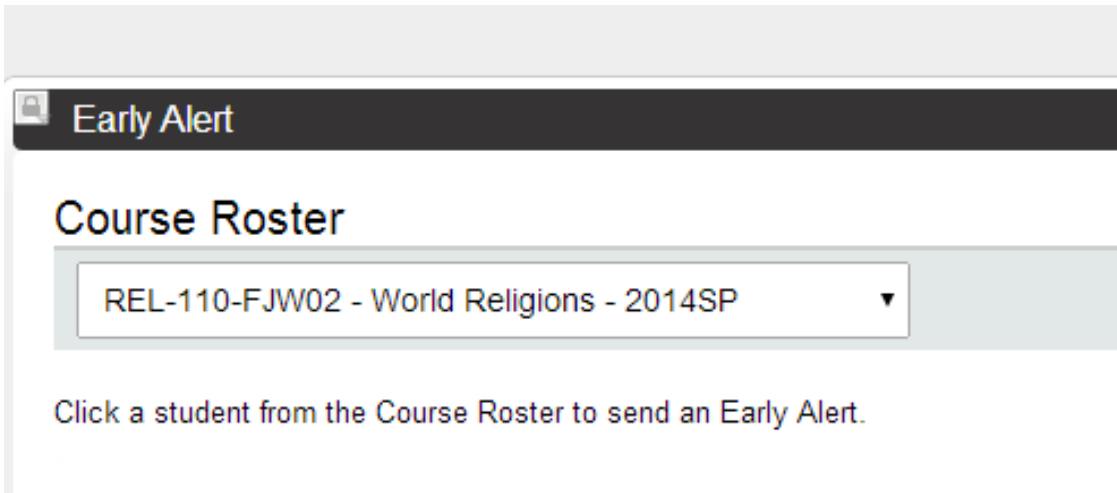 Early Alert
Course Roster
REL-110-FJW02 - World Religions - 2014SP
Click a student from the Course Roster to send an Early Alert.